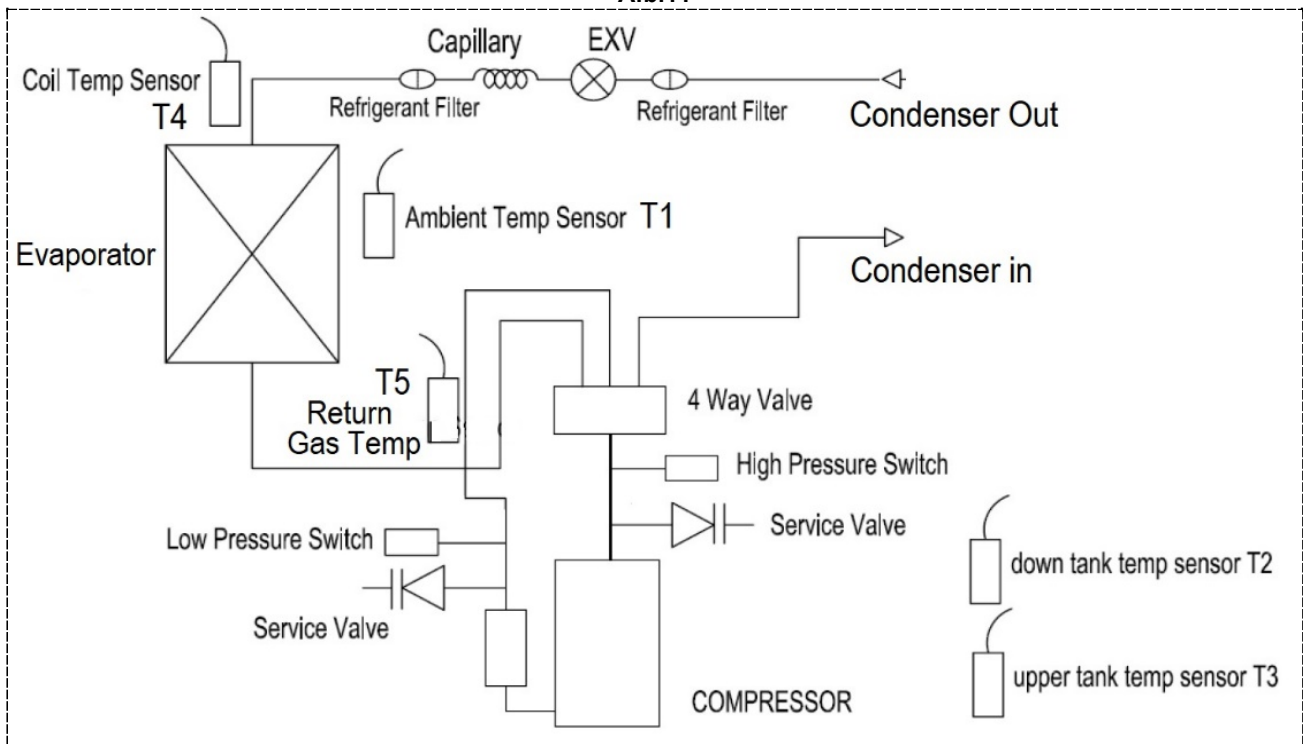 Capillary
EXV
Coil Temp Sensor
T4
Refrigerant Filter
Refrigerant Filter
Condenser Out
Ambient Temp Sensor T1
Evaporator
Condenser in
T5
Return
Gas Temp
4 Way Valve
High Pressure Switch
Service Valve
Low Pressure Switch
Service Valve
down tank temp sensor T2
upper tank temp sensor T3
COMPRESSOR